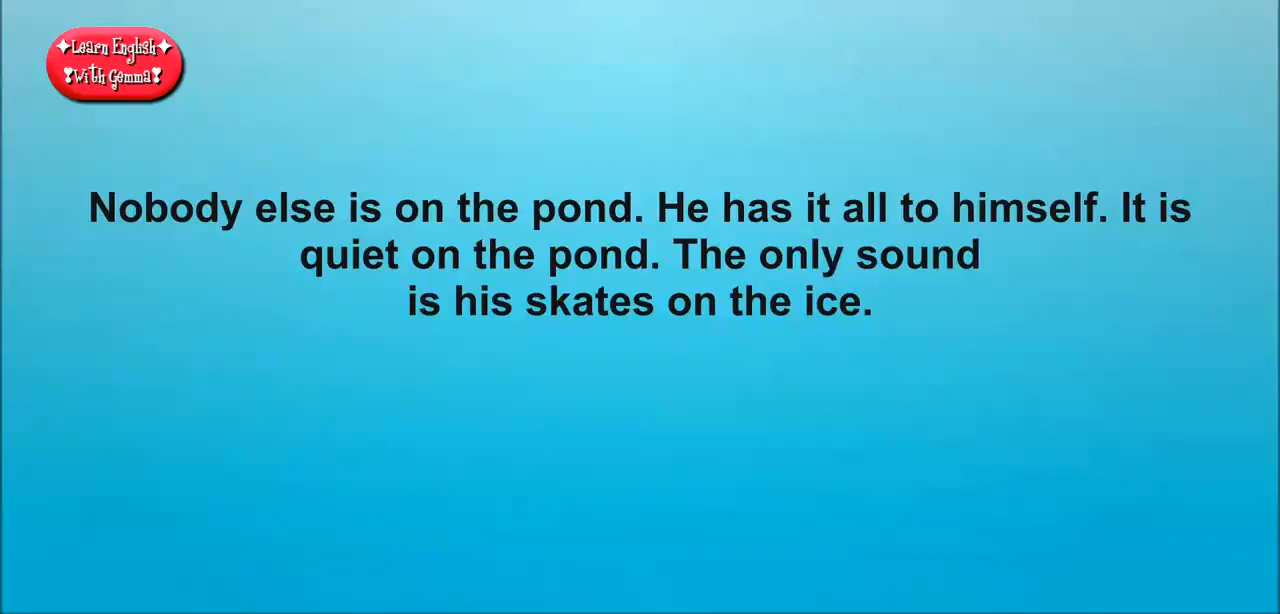 ✦Learn English✦
❣With Gemma❣
Nobody else is on the pond. He has it all to himself. It is
quiet on the pond. The only sound
is his skates on the ice.